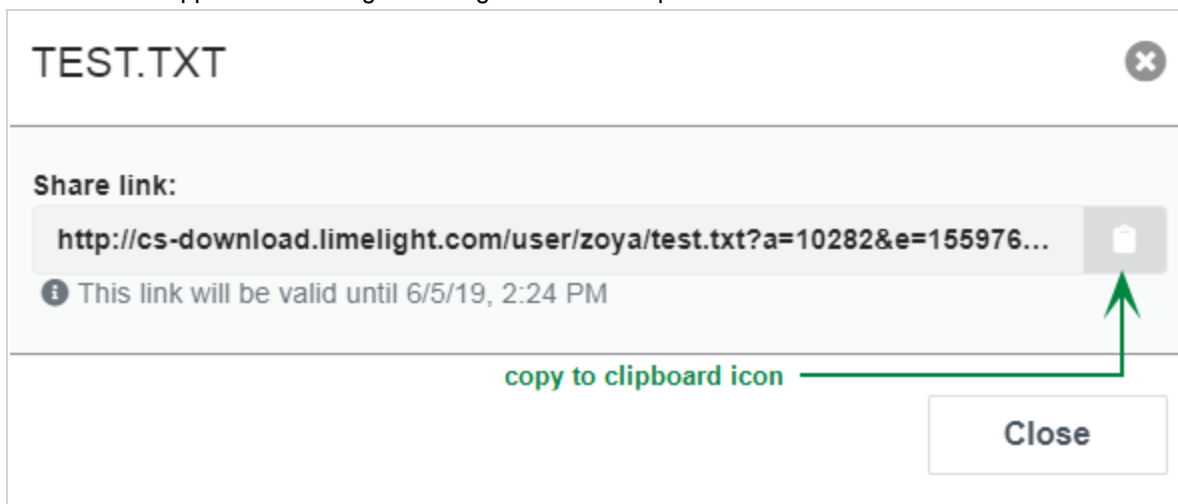 TEST.TXT
Share link:
http://cs-download.limelight.com/user/zoya/test.txt?a=10282&e=155976...
This link will be valid until 6/5/19, 2:24 PM
copy to clipboard icon
Close